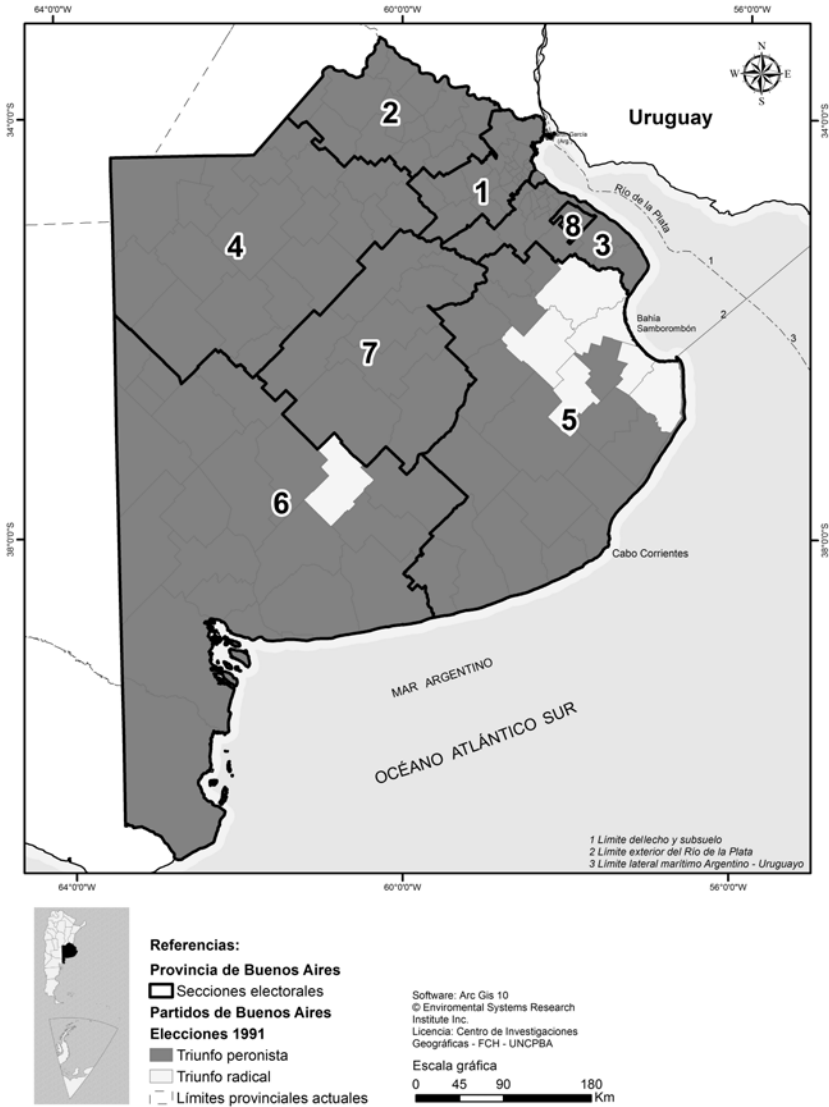 64°0'0"W
60°0'0"W
56°0'0"W
34°0'0"S
34°0'0"S
N
W
E
S
Uruguay
García
(Arg.)
Río de la Plata
2
1
8
3
4
7
5
6
1
2
3
Bahía
Samborombón
38°0'0"S
38°0'0"S
Cabo Corrientes
MAR ARGENTINO
OCÉANO ATLÁNTICO SUR
1 Límite dellecho y subsuelo
2 Límite exterior del Río de la Plata
3 Límite lateral marítimo Argentino - Uruguayo
64°0'0"W
60°0'0"W
56°0'0"W
Referencias:
Provincia de Buenos Aires
Secciones electorales
Partidos de Buenos Aires
Elecciones 1991
Triunfo peronista
Triunfo radical
Límites provinciales actuales
Software: Arc Gis 10
© Enviromental Systems Research
Institute Inc.
Licencia: Centro de Investigaciones
Geográficas - FCH - UNCPBA
Escala gráfica
0 45 90 180
Km